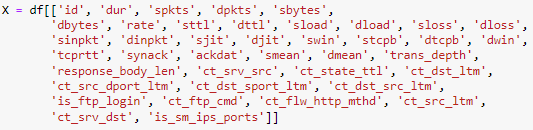 X = df[['id', 'dur', 'spkts', 'dpkts', 'sbytes',
'dbytes', 'rate', 'sttl', 'dttl', 'sload', 'dload', 'sloss', 'dloss',
'sinpkt', 'dinpkt', 'sjit', 'djit', 'swin', 'stcpb', 'dtcpb', 'dwin',
'tcprtt', 'synack', 'ackdat', 'smean', 'dmean', 'trans_depth',
'response_body_len', 'ct_srv_src', 'ct_state_ttl', 'ct_dst_ltm',
'ct_src_dport_ltm', 'ct_dst_sport_ltm', 'ct_dst_src_ltm',
'is_ftp_login', 'ct_ftp_cmd', 'ct_flw_http_mthd', 'ct_src_ltm',
'ct_srv_dst', 'is_sm_ips_ports']]